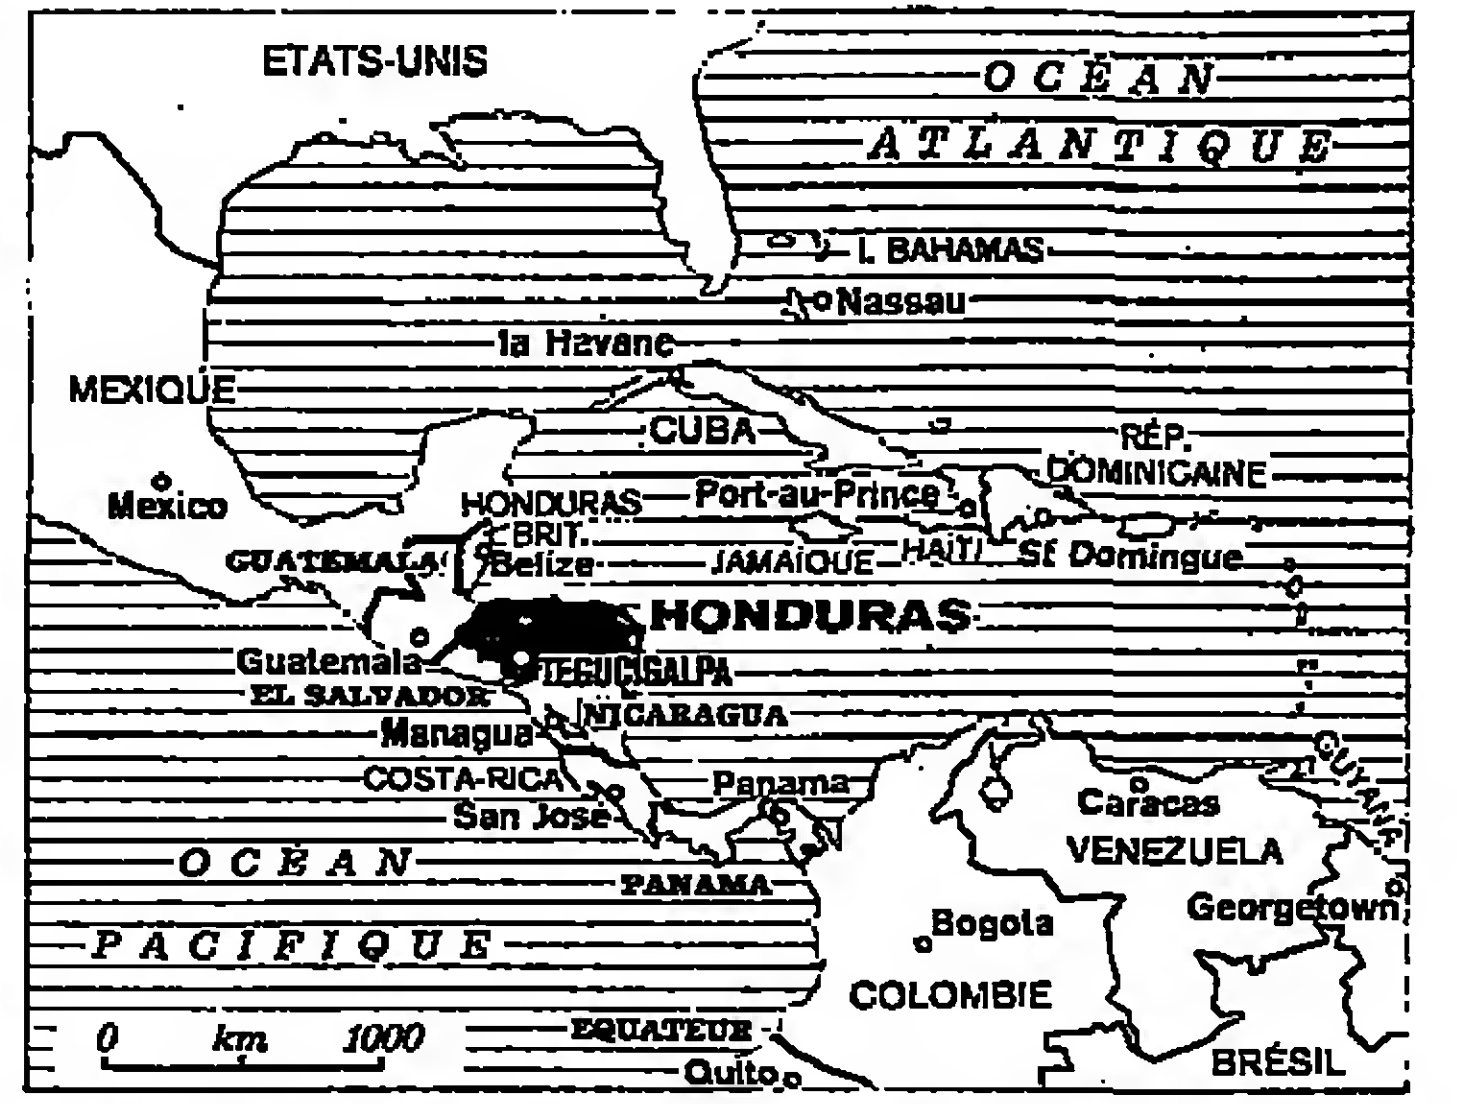 ETATS-UNIS
OCÉAN
ATLANTIQUE
I. BAHAMAS
Nassau
la Havane
MEXIQUE
CUBA
RÉP.
DOMINICAINE
Mexico
HONDURAS
BRIT.
Port-au-Prince
GUATEMALA
Belize
JAMAIQUE
HAITI
St Domingue
HONDURAS
Guatemala
TEGUCIGALPA
EL SALVADOR
NICARAGUA
Managua
COSTA-RICA
Panama
San José
Caracas
GUYANE
VENEZUELA
OCÉAN
PANAMA
Georgetown
Bogota
PACIFIQUE
COLOMBIE
EQUATEUR
0 km 1000
BRÉSIL
Quito